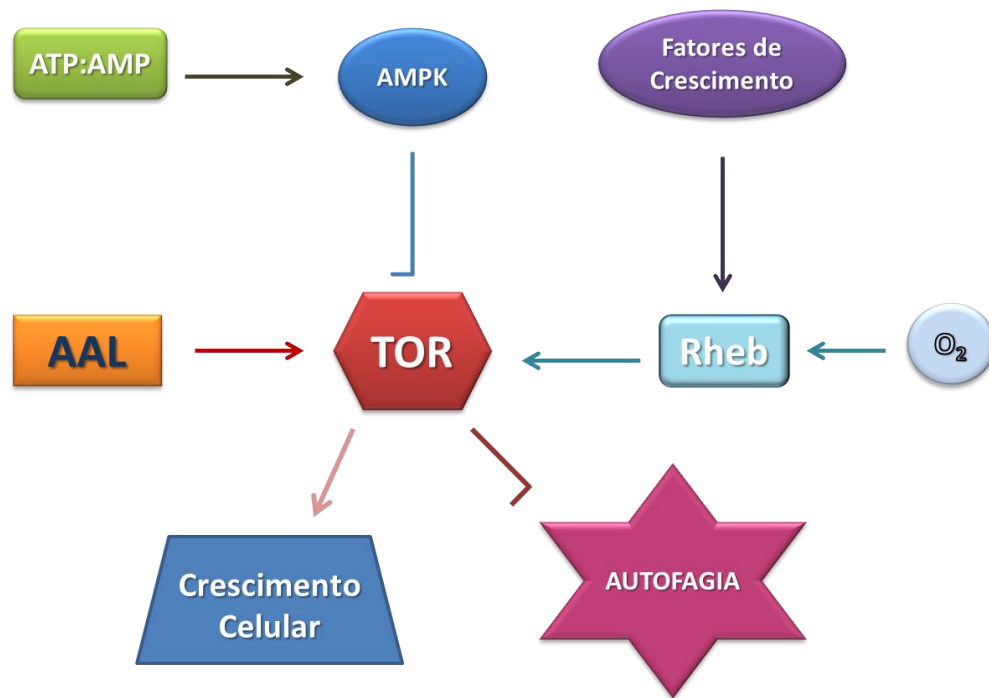 ATP:AMP
AMPK
Fatores de
Crescimento
AAL
TOR
Rheb
O₂
Crescimento
Celular
AUTOFAGIA